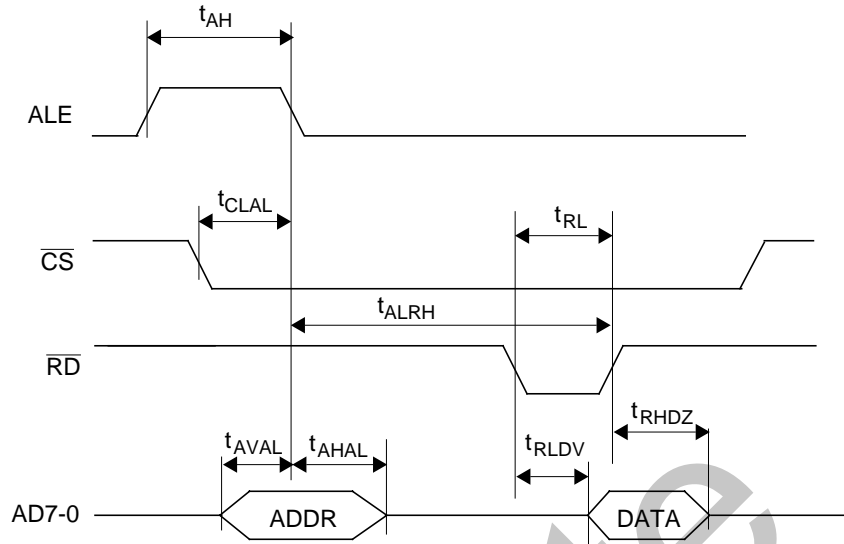 tAH
ALE
tCLAL
tRL
CS
tALRH
RD
tRHDZ
tAVAL
tAHAL
tRLDV
AD7-0
ADDR
DATA